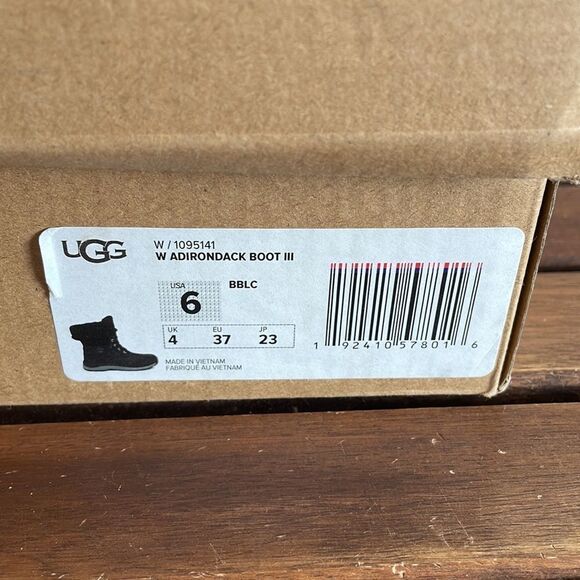 UGG
W / 1095141
W ADIRONDACK BOOT III
USA
6
BBLC
UK EU JP
4 37 23
MADE IN VIETNAM
FABRIQUÉ AU VIETNAM
1 92410 57801 6